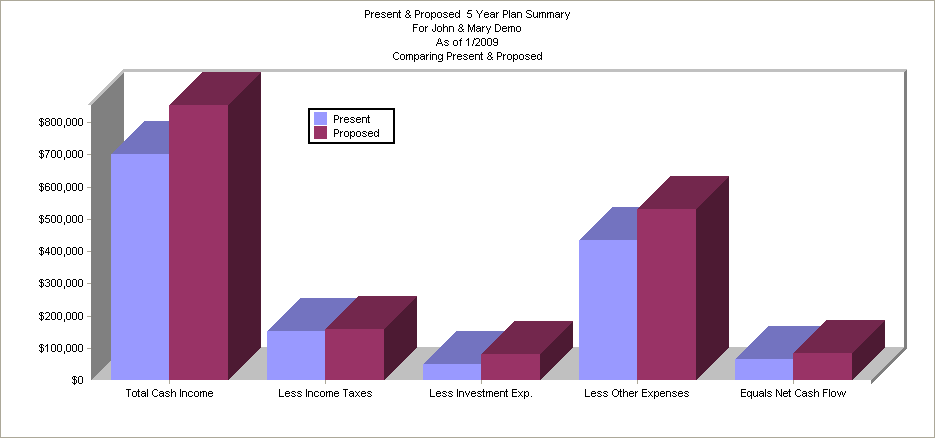 Present & Proposed  5 Year Plan Summary
For John & Mary Demo
As of 1/2009
Comparing Present & Proposed
Present
Proposed
$800,000
$700,000
$600,000
$500,000
$400,000
$300,000
$200,000
$100,000
$0
Total Cash Income
Less Income Taxes
Less Investment Exp.
Less Other Expenses
Equals Net Cash Flow